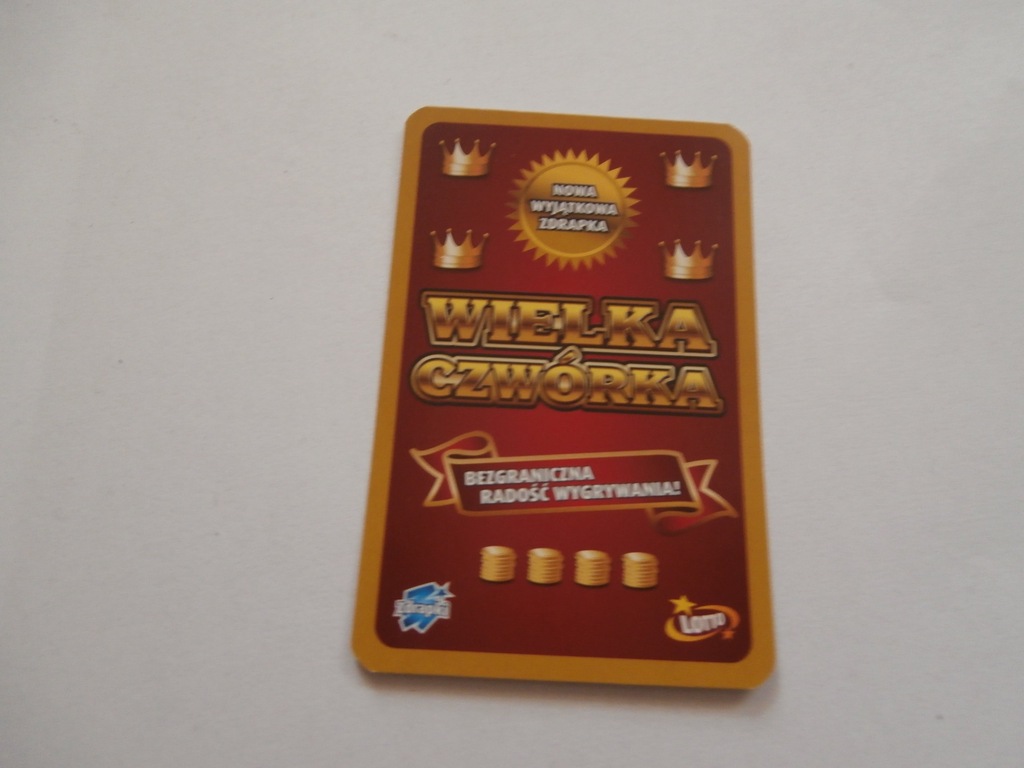 NOWA
WYJĄTKOWA
ZDRAPKA
WIELKA
CZWÓRKA
BEZGRANICZNA
RADOŚĆ WYGRYWANIA!
Zdrapki
LOTTO